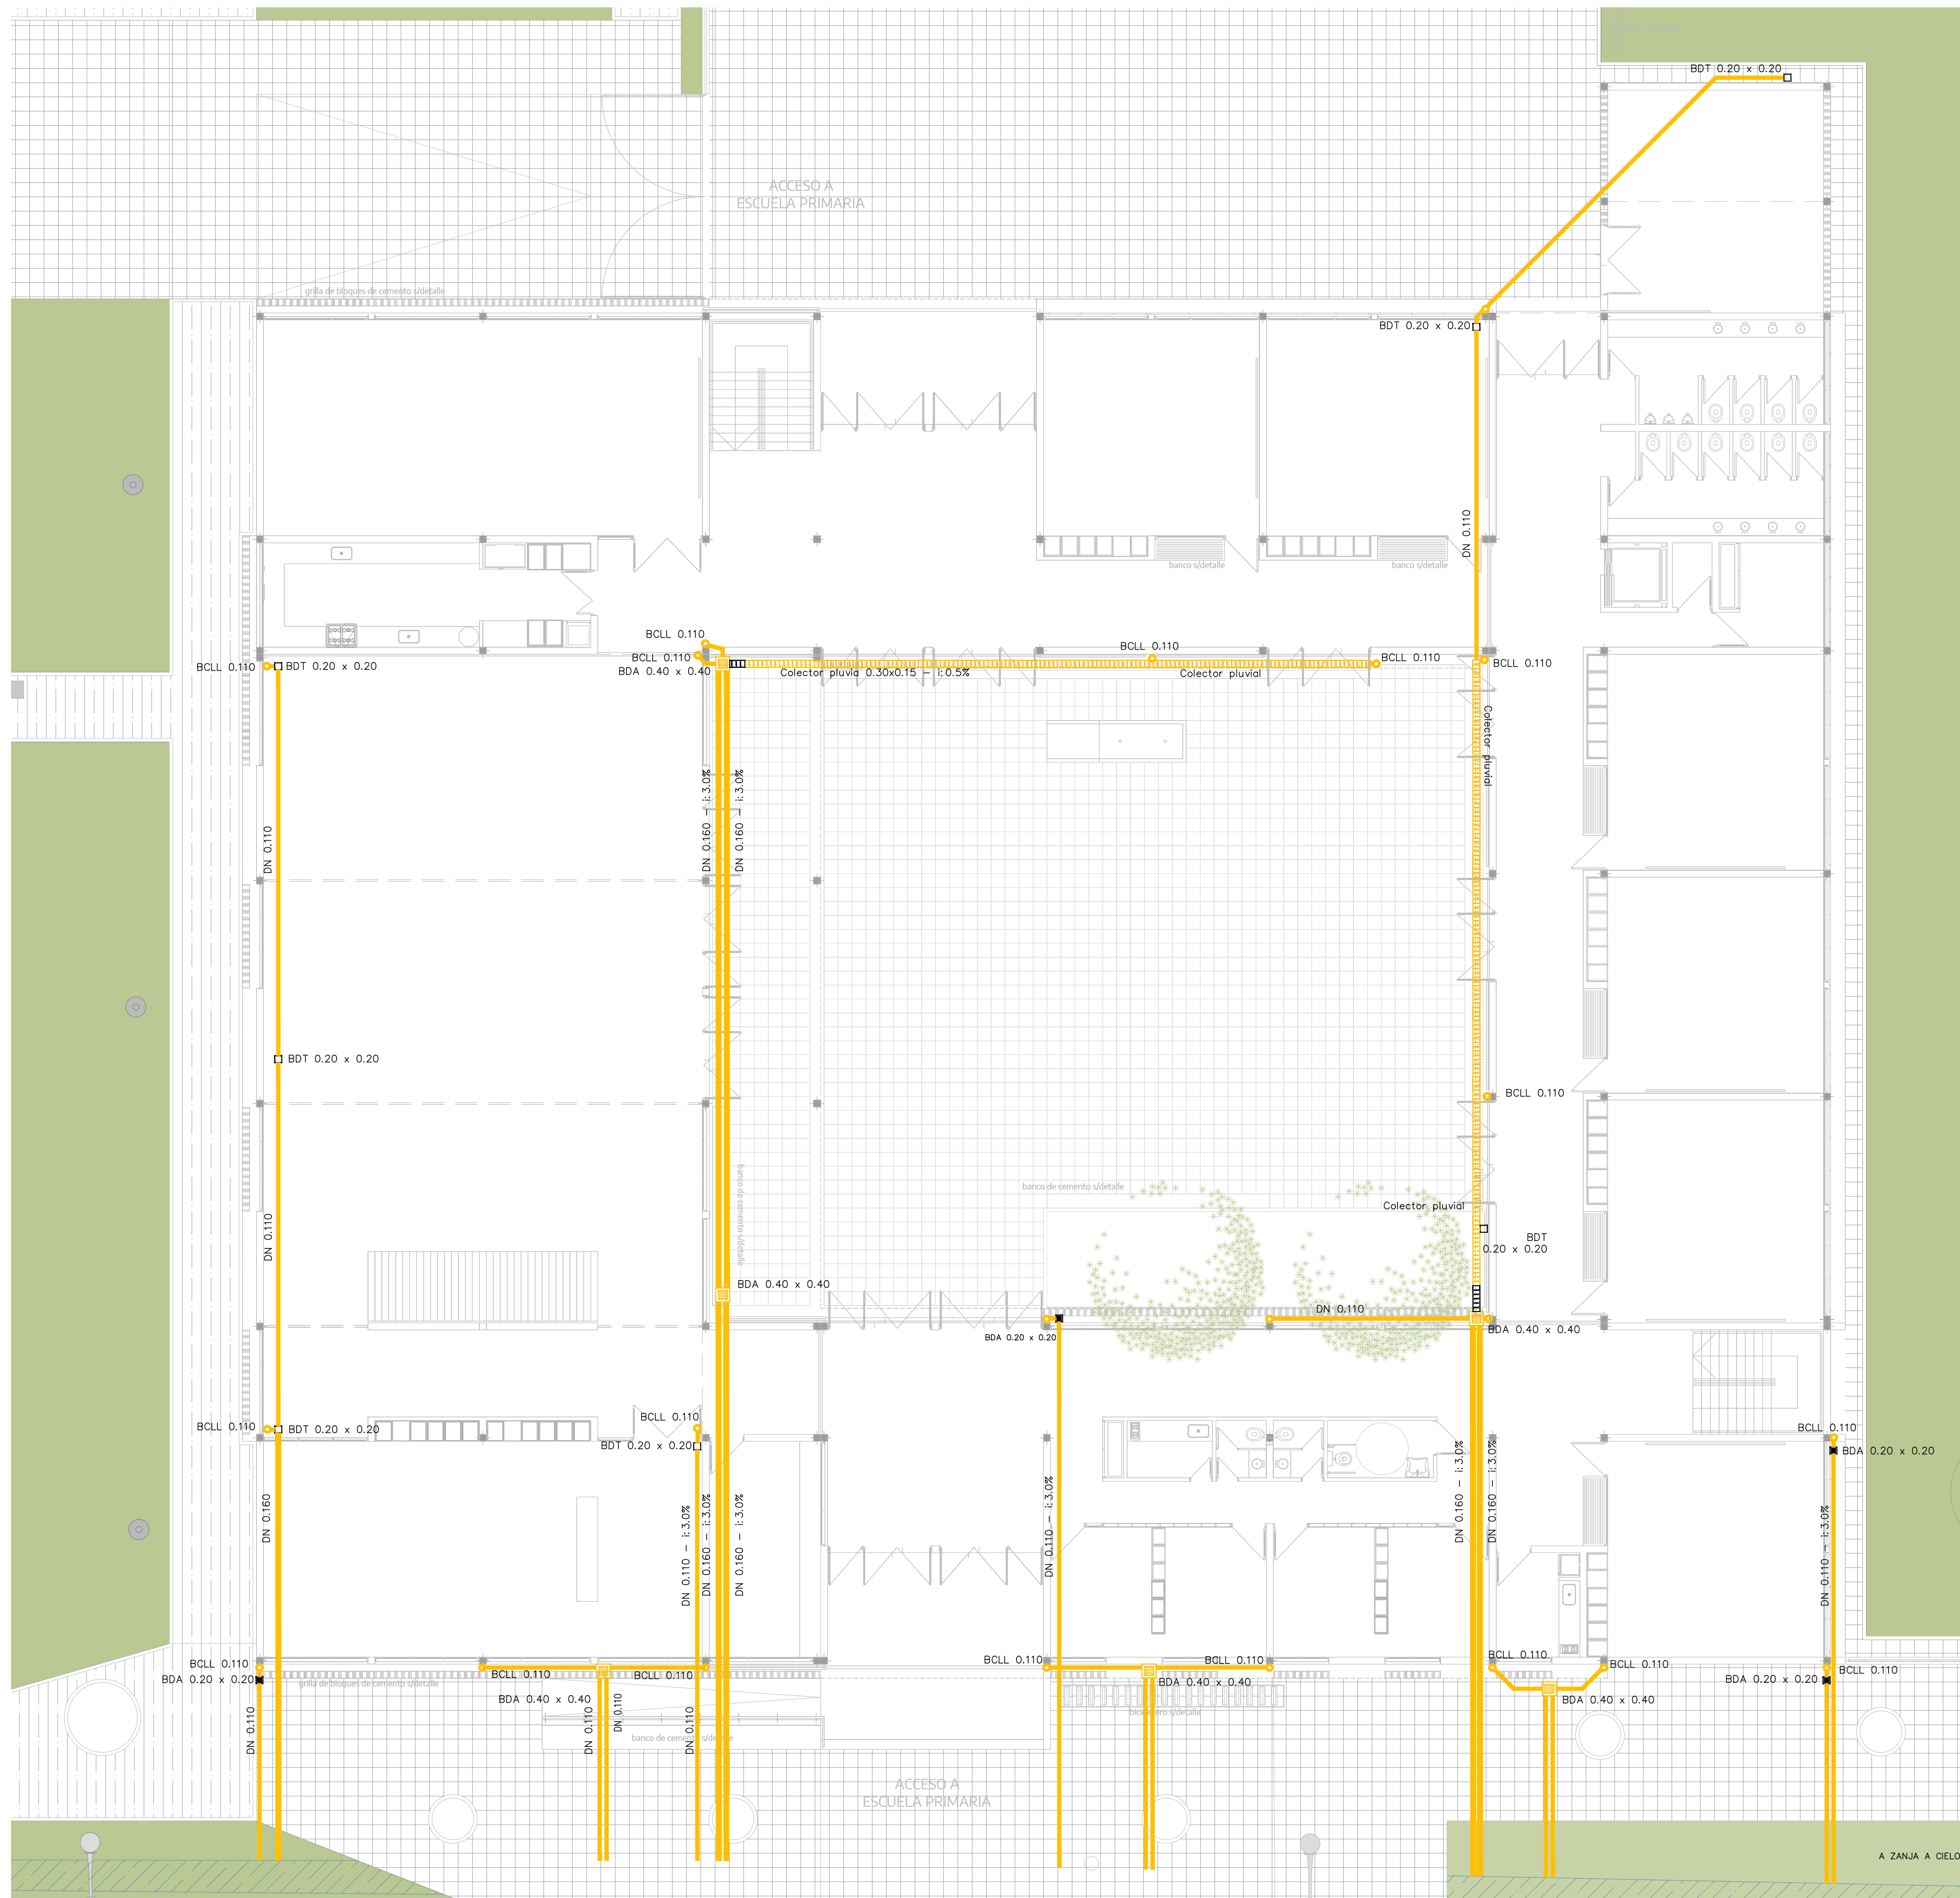 BDT 0.20 x 0.20
ACCESO A
ESCUELA PRIMARIA
grilla de bloques de cemento s/detalle
BDT 0.20 x 0.20
DN 0.110
banco s/detalle
banco s/detalle
BCLL 0.110
BCLL 0.110
BCLL 0.110
BCLL 0.110
BCLL 0.110
BCLL 0.110
BDT 0.20 x 0.20
BDA 0.40 x 0.40
Colector pluvia 0.30x0.15 – i:0.5%
Colector pluvial
Colector pluvial
DN 0.110
DN 0.160 – i:3.0%
DN 0.160 – i:3.0%
BDT 0.20 x 0.20
BCLL 0.110
banco de cemento s/detalle
banco de cemento s/detalle
Colector pluvial
DN 0.110
BDT
0.20 x 0.20
BDA 0.40 x 0.40
DN 0.110
BDA 0.20 x 0.20
BDA 0.40 x 0.40
BCLL 0.110
BDT 0.20 x 0.20
BCLL 0.110
BDT 0.20 x 0.20
BCLL 0.110
BDA 0.20 x 0.20
DN 0.160
DN 0.110 – i:3.0%
DN 0.160 – i:3.0%
DN 0.160 – i:3.0%
DN 0.110 – i:3.0%
DN 0.160 – i:3.0%
DN 0.160 – i:3.0%
DN 0.110 – i:3.0%
BCLL 0.110
BDA 0.20 x 0.20
grilla de bloques de cemento s/detalle
BCLL 0.110
BCLL 0.110
BCLL 0.110
BCLL 0.110
BCLL 0.110
BCLL 0.110
BCLL 0.110
BDA 0.20 x 0.20
BDA 0.40 x 0.40
BDA 0.40 x 0.40
BDA 0.40 x 0.40
bicicletero s/detalle
DN 0.110
DN 0.110
DN 0.110
DN 0.110
banco de cemento s/detalle
ACCESO A
ESCUELA PRIMARIA
A ZANJA A CIELO